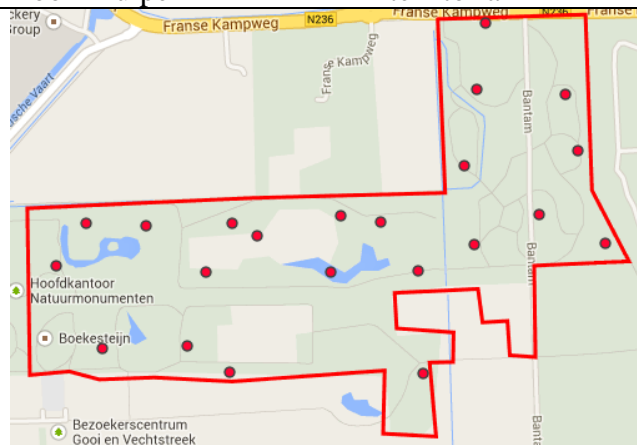 ckery
Group
Franse Kampweg
N236
Franse Kampweg
N236
Franse
Franse Kampweg
sche Vaart
Bantam
Bantam
Hoofdkantoor
Natuurmonumenten
Boekesteijn
Bezoekerscentrum
Gooi en Vechtstreek
Banta